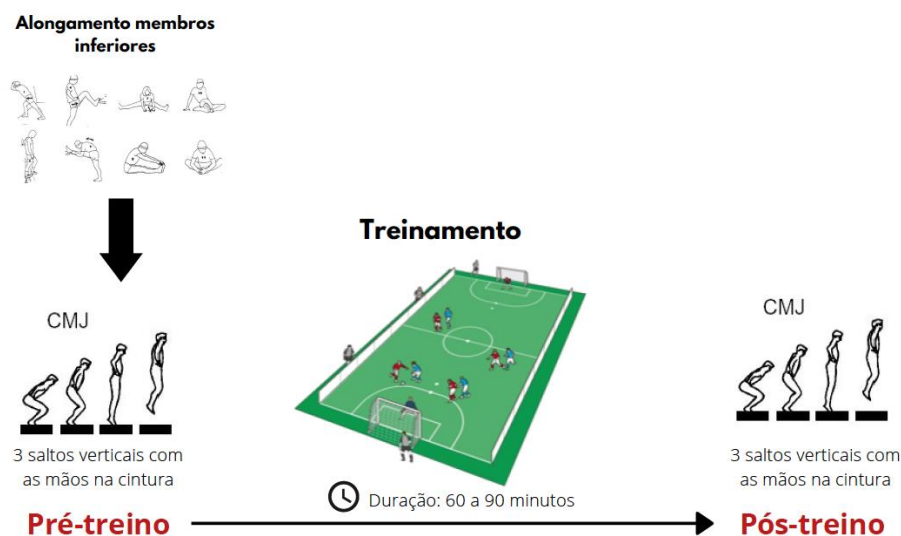 Alongamento membros
inferiores
Treinamento
CMJ
3 saltos verticais com
as mãos na cintura
CMJ
3 saltos verticais com
as mãos na cintura
Duração: 60 a 90 minutos
Pré-treino
Pós-treino